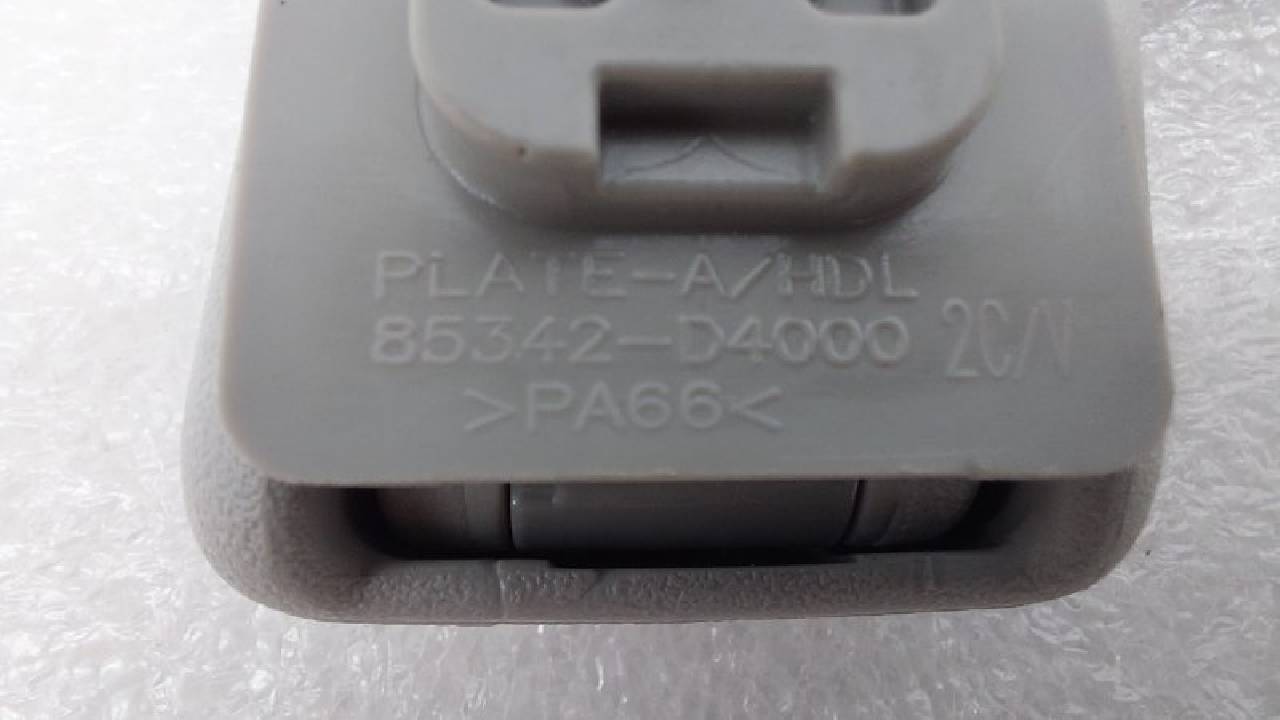 PLATE-A/HDL
85342-D4000 2C/V
>PA66<